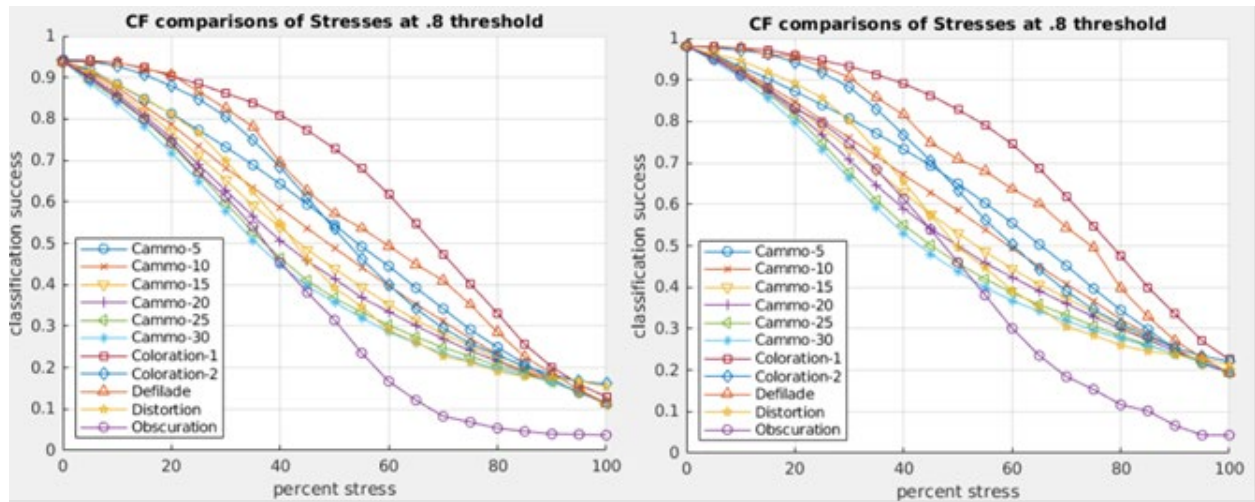 CF comparisons of Stresses at .8 threshold
classification success
1
0.9
0.8
0.7
0.6
0.5
0.4
0.3
0.2
0.1
0
Cammo-5
Cammo-10
Cammo-15
Cammo-20
Cammo-25
Cammo-30
Coloration-1
Coloration-2
Defilade
Distortion
Obscuration
0 20 40 60 80 100
percent stress
CF comparisons of Stresses at .8 threshold
classification success
1
0.9
0.8
0.7
0.6
0.5
0.4
0.3
0.2
0.1
0
Cammo-5
Cammo-10
Cammo-15
Cammo-20
Cammo-25
Cammo-30
Coloration-1
Coloration-2
Defilade
Distortion
Obscuration
0 20 40 60 80 100
percent stress